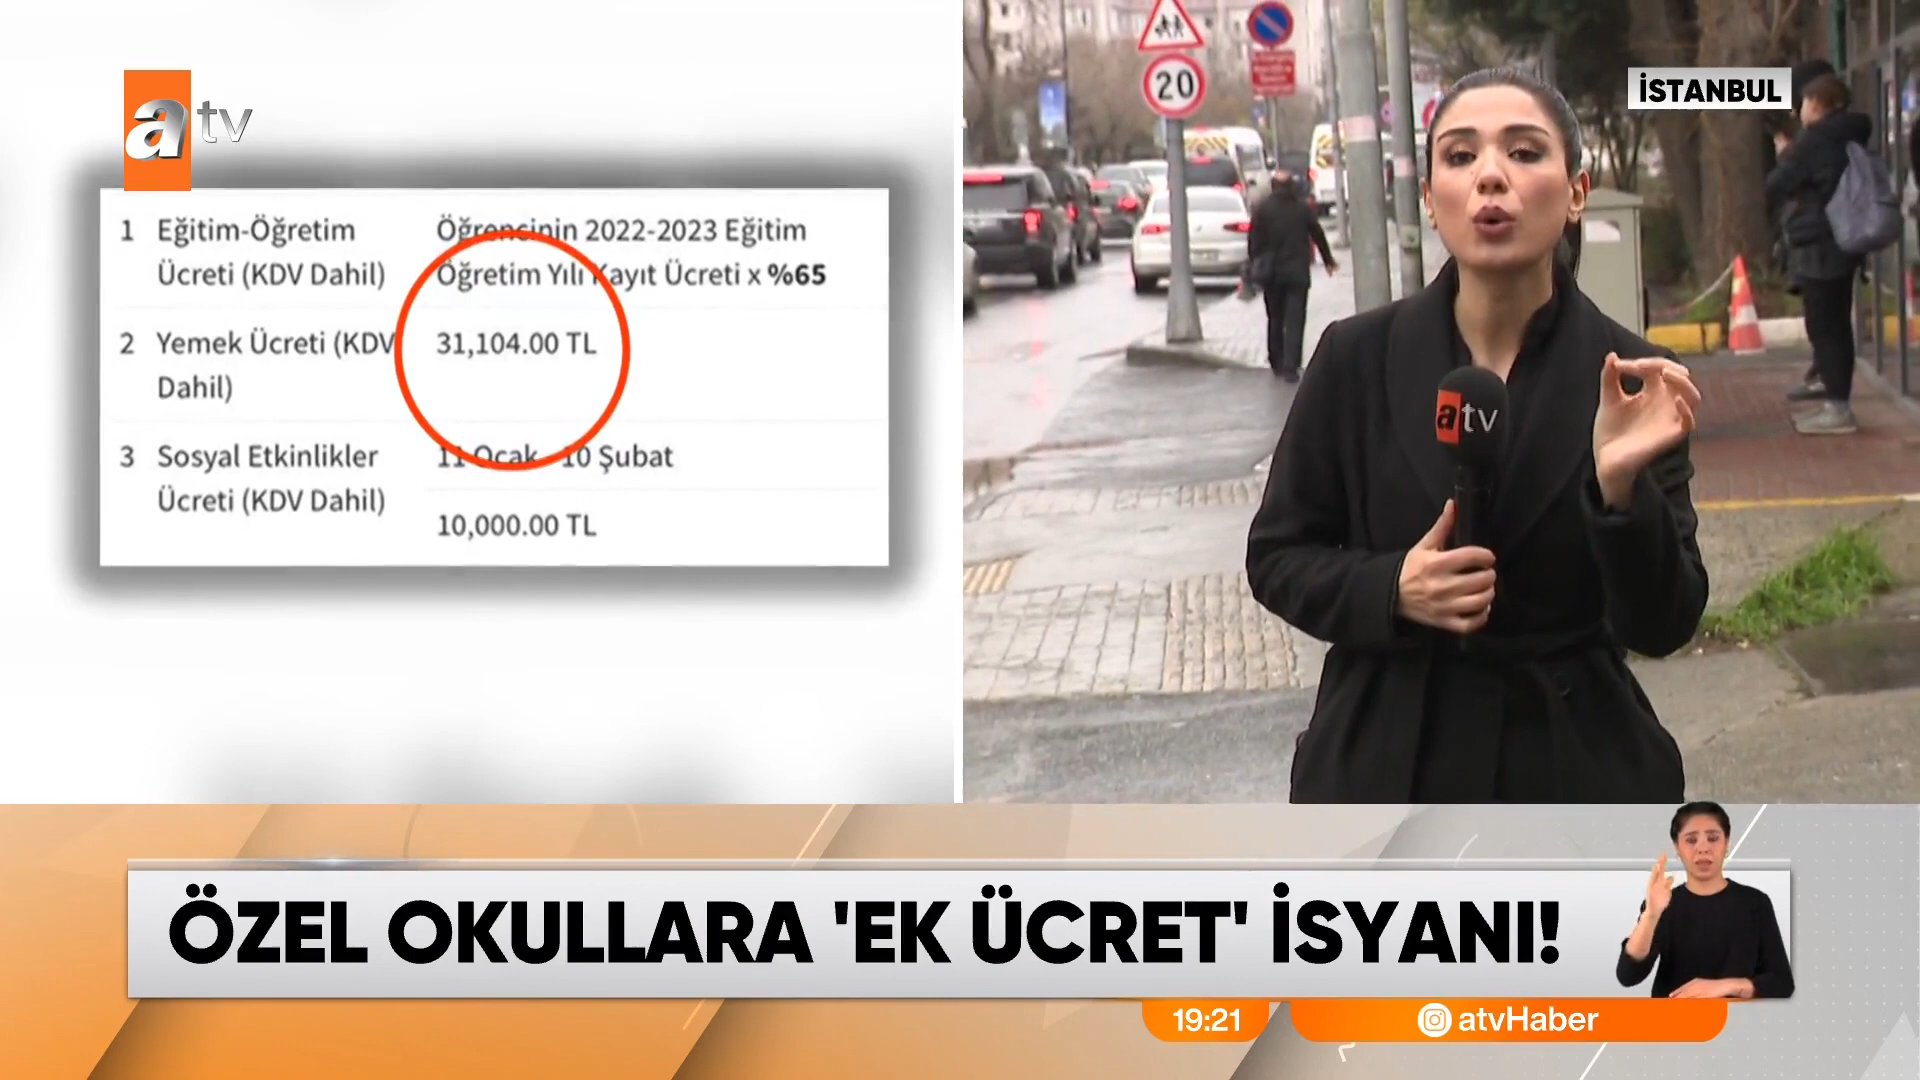 atv
1 Eğitim-Öğretim Ücreti (KDV Dahil)
Öğrencinin 2022-2023 Eğitim
Öğretim Yılı Kayıt Ücreti x %65
2 Yemek Ücreti (KDV Dahil)
31,104.00 TL
3 Sosyal Etkinlikler Ücreti (KDV Dahil)
11 Ocak - 10 Şubat
10,000.00 TL
20
İSTANBUL
atv
ÖZEL OKULLARA 'EK ÜCRET' İSYANI!
19:21
atvHaber